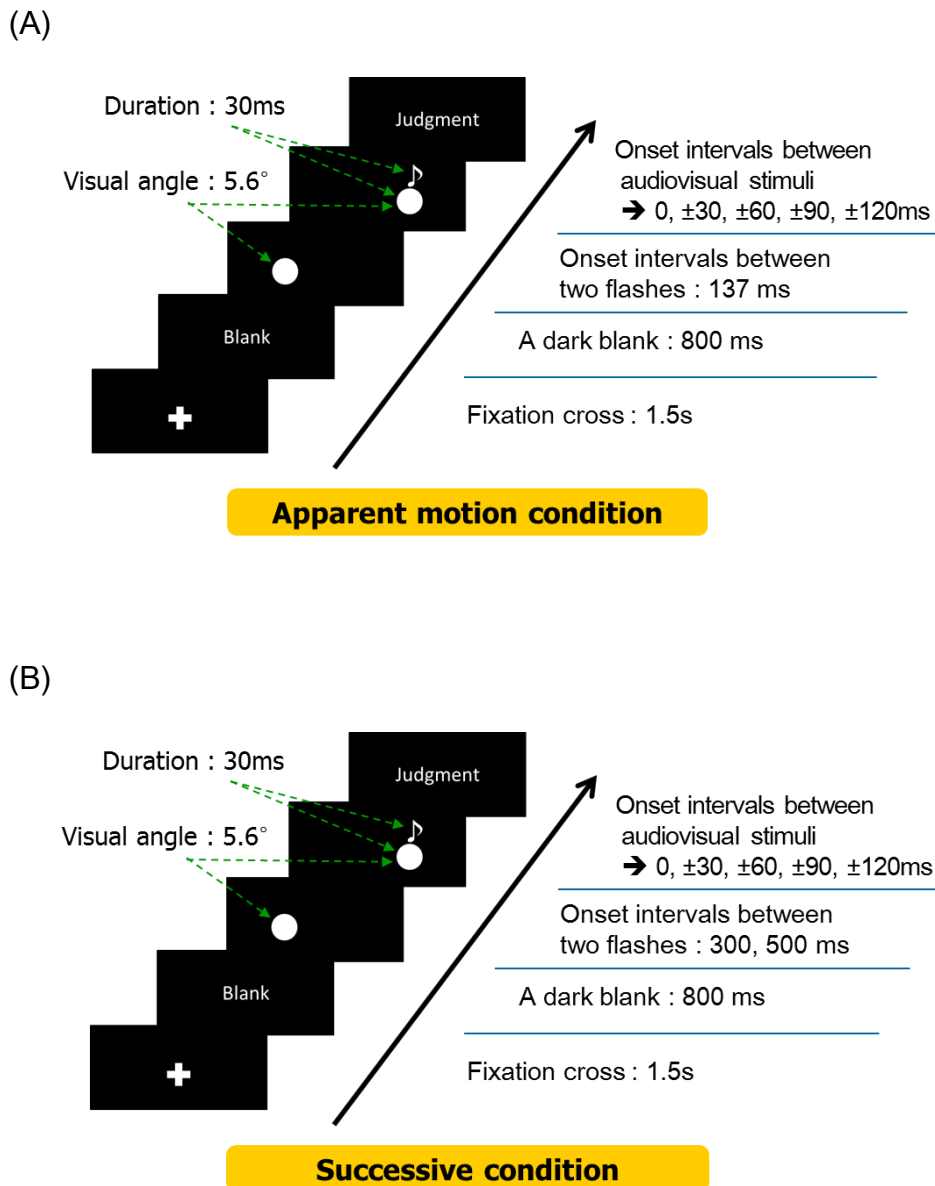 (A)
Duration : 30ms
Judgment
Visual angle : 5.6°
♪
Onset intervals between
audiovisual stimuli
➔ 0, ±30, ±60, ±90, ±120ms
Onset intervals between
two flashes : 137 ms
Blank
A dark blank : 800 ms
Fixation cross : 1.5s
Apparent motion condition
(B)
Duration : 30ms
Judgment
Visual angle : 5.6°
♪
Onset intervals between
audiovisual stimuli
➔ 0, ±30, ±60, ±90, ±120ms
Onset intervals between
two flashes : 300, 500 ms
Blank
A dark blank : 800 ms
Fixation cross : 1.5s
Successive condition